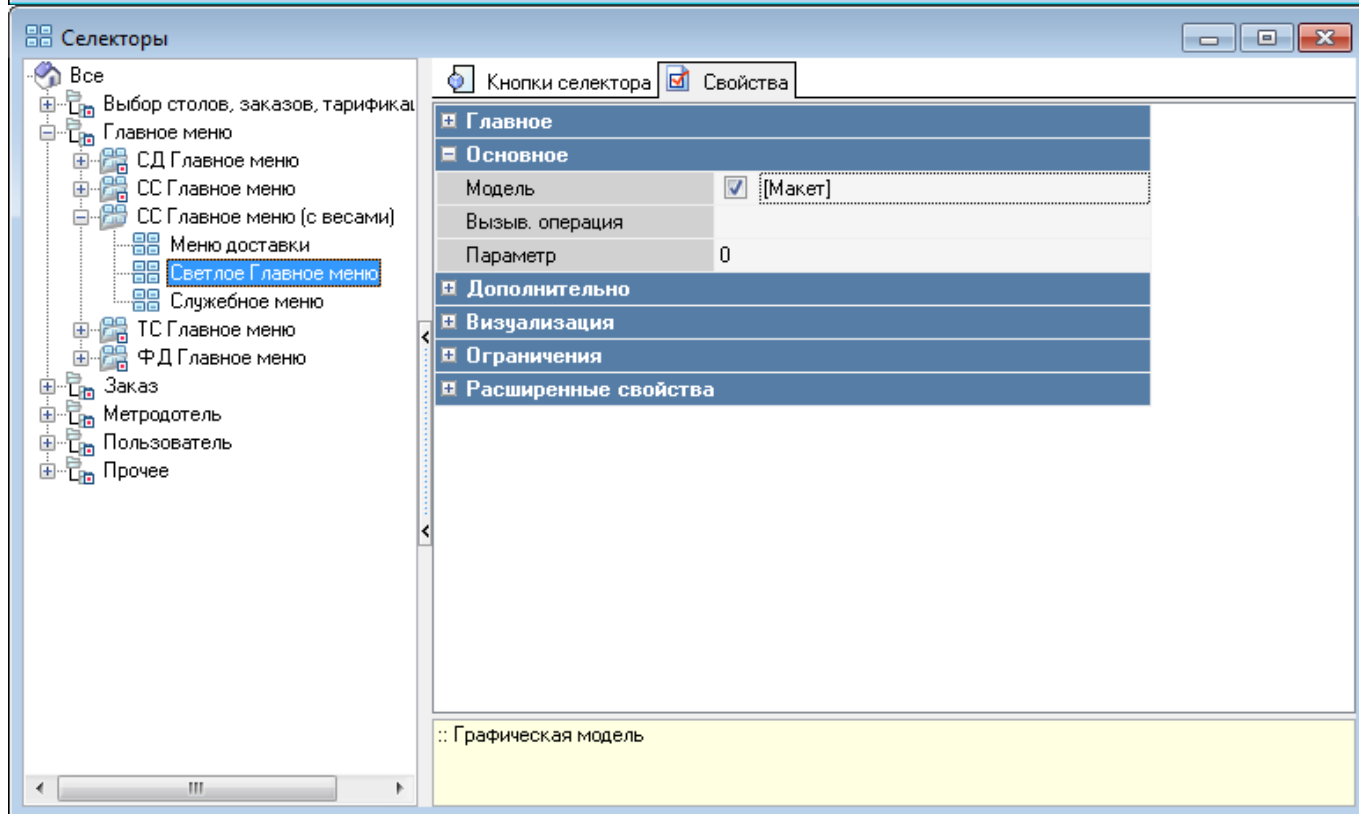 Селекторы
Все
Выбор столов, заказов, тарификац
Главное меню
СД Главное меню
СС Главное меню
СС Главное меню (с весами)
Меню доставки
Светлое Главное меню
Служебное меню
ТС Главное меню
ФД Главное меню
Заказ
Метродотель
Пользователь
Прочее
Кнопки селектора Свойства
Главное
Основное
Модель [Макет]
Вызыв. операция
Параметр 0
Дополнительно
Визуализация
Ограничения
Расширенные свойства
:: Графическая модель